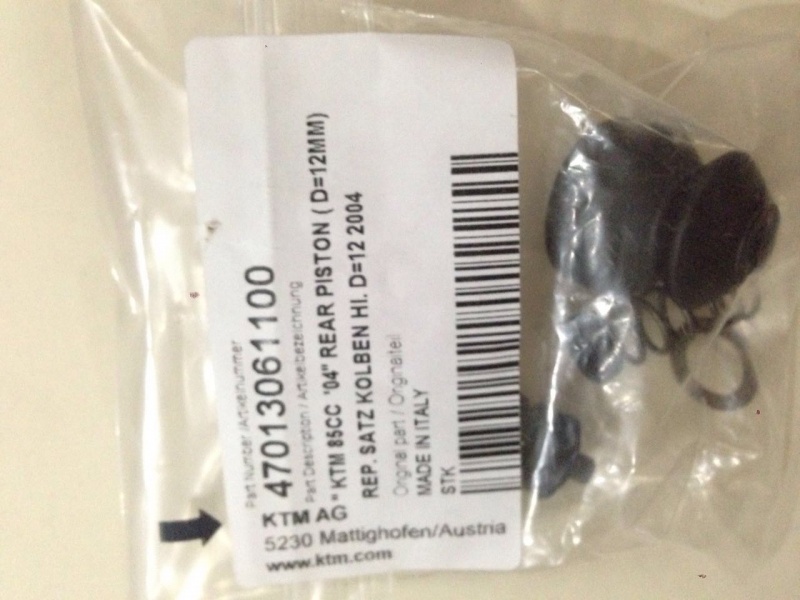 Part Number /Artikelnummer
47013061100
Part Description / Artikelbezeichnung
"KTM 85CC '04" REAR PISTON ( D=12MM)
REP. SATZ KOLBEN HI. D=12 2004
Original part / Originalteil
MADE IN ITALY
STK
KTM AG
5230 Mattighofen/Austria
www.ktm.com